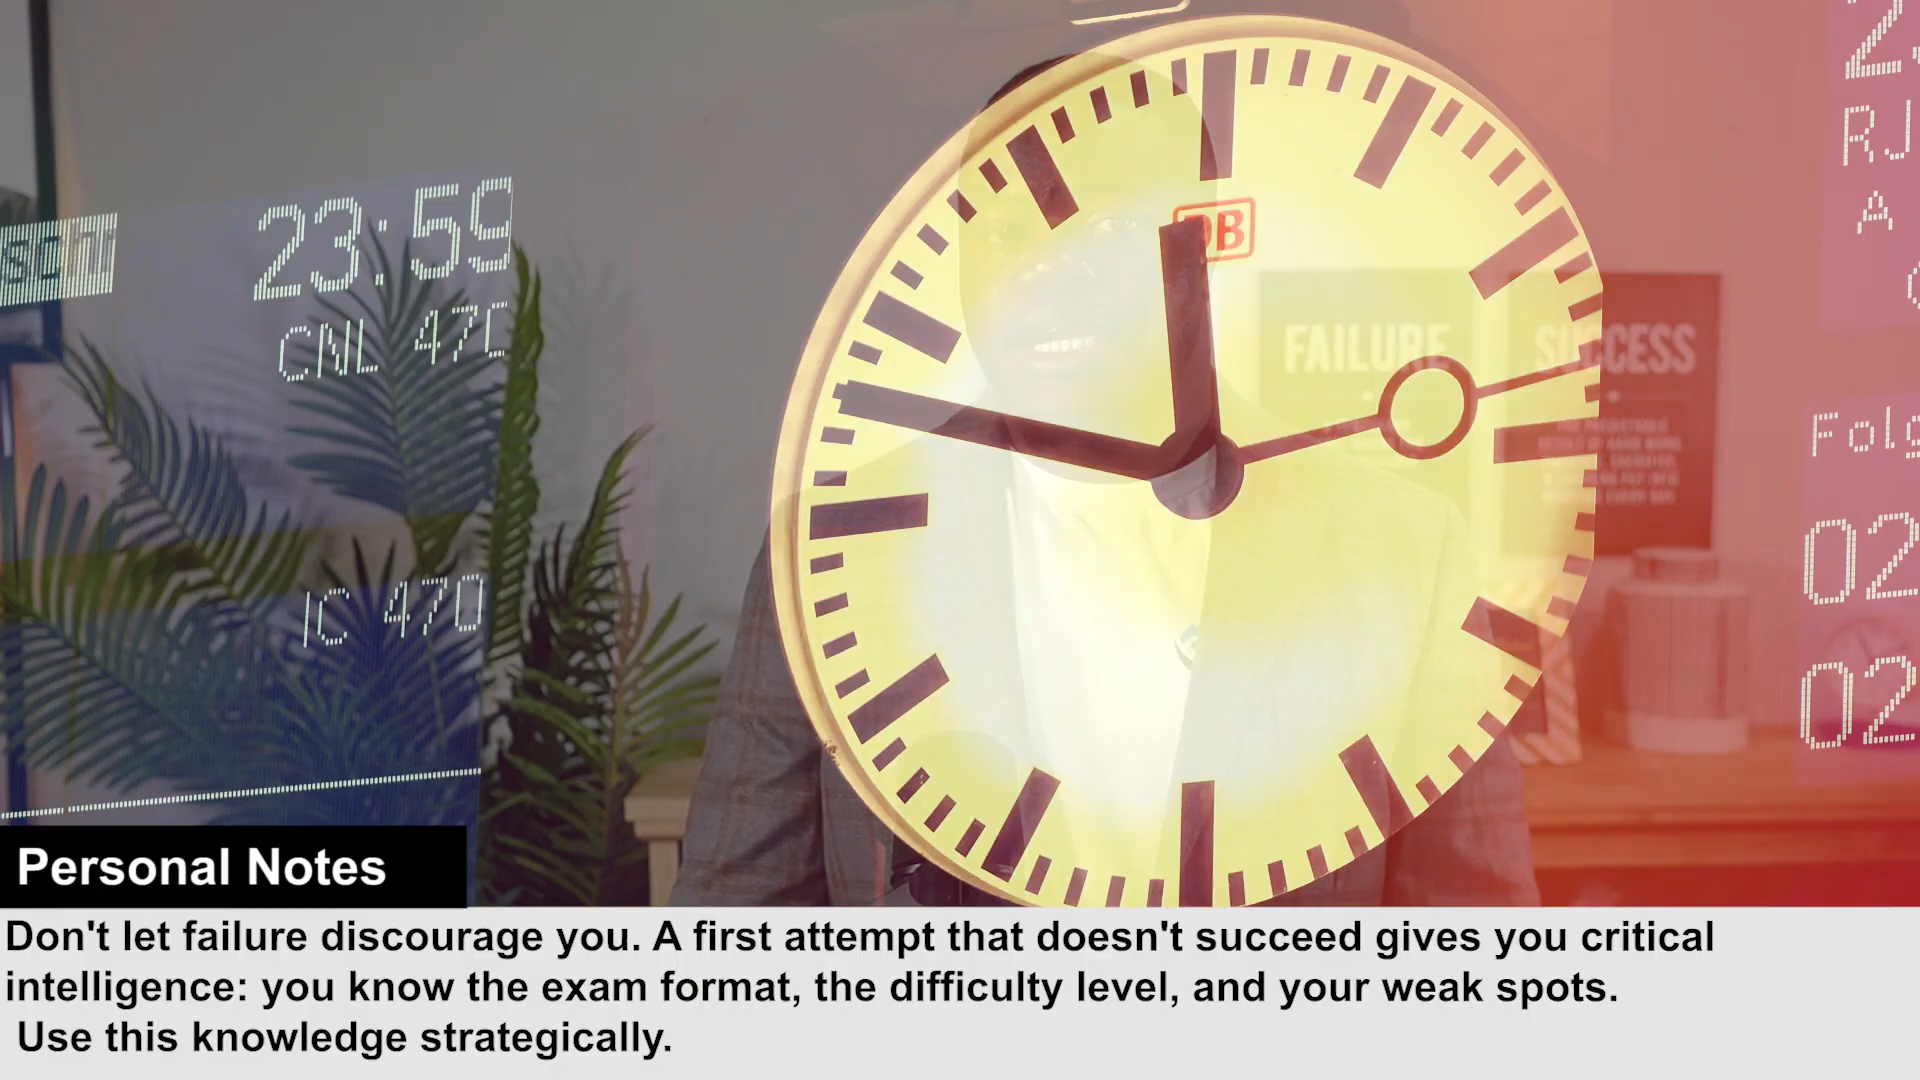 23:59
CNL 470
IC 470
DB
FAILURE
SUCCESS
RJ
A
Folg
02
02
Personal Notes
Don't let failure discourage you. A first attempt that doesn't succeed gives you critical
intelligence: you know the exam format, the difficulty level, and your weak spots.
Use this knowledge strategically.